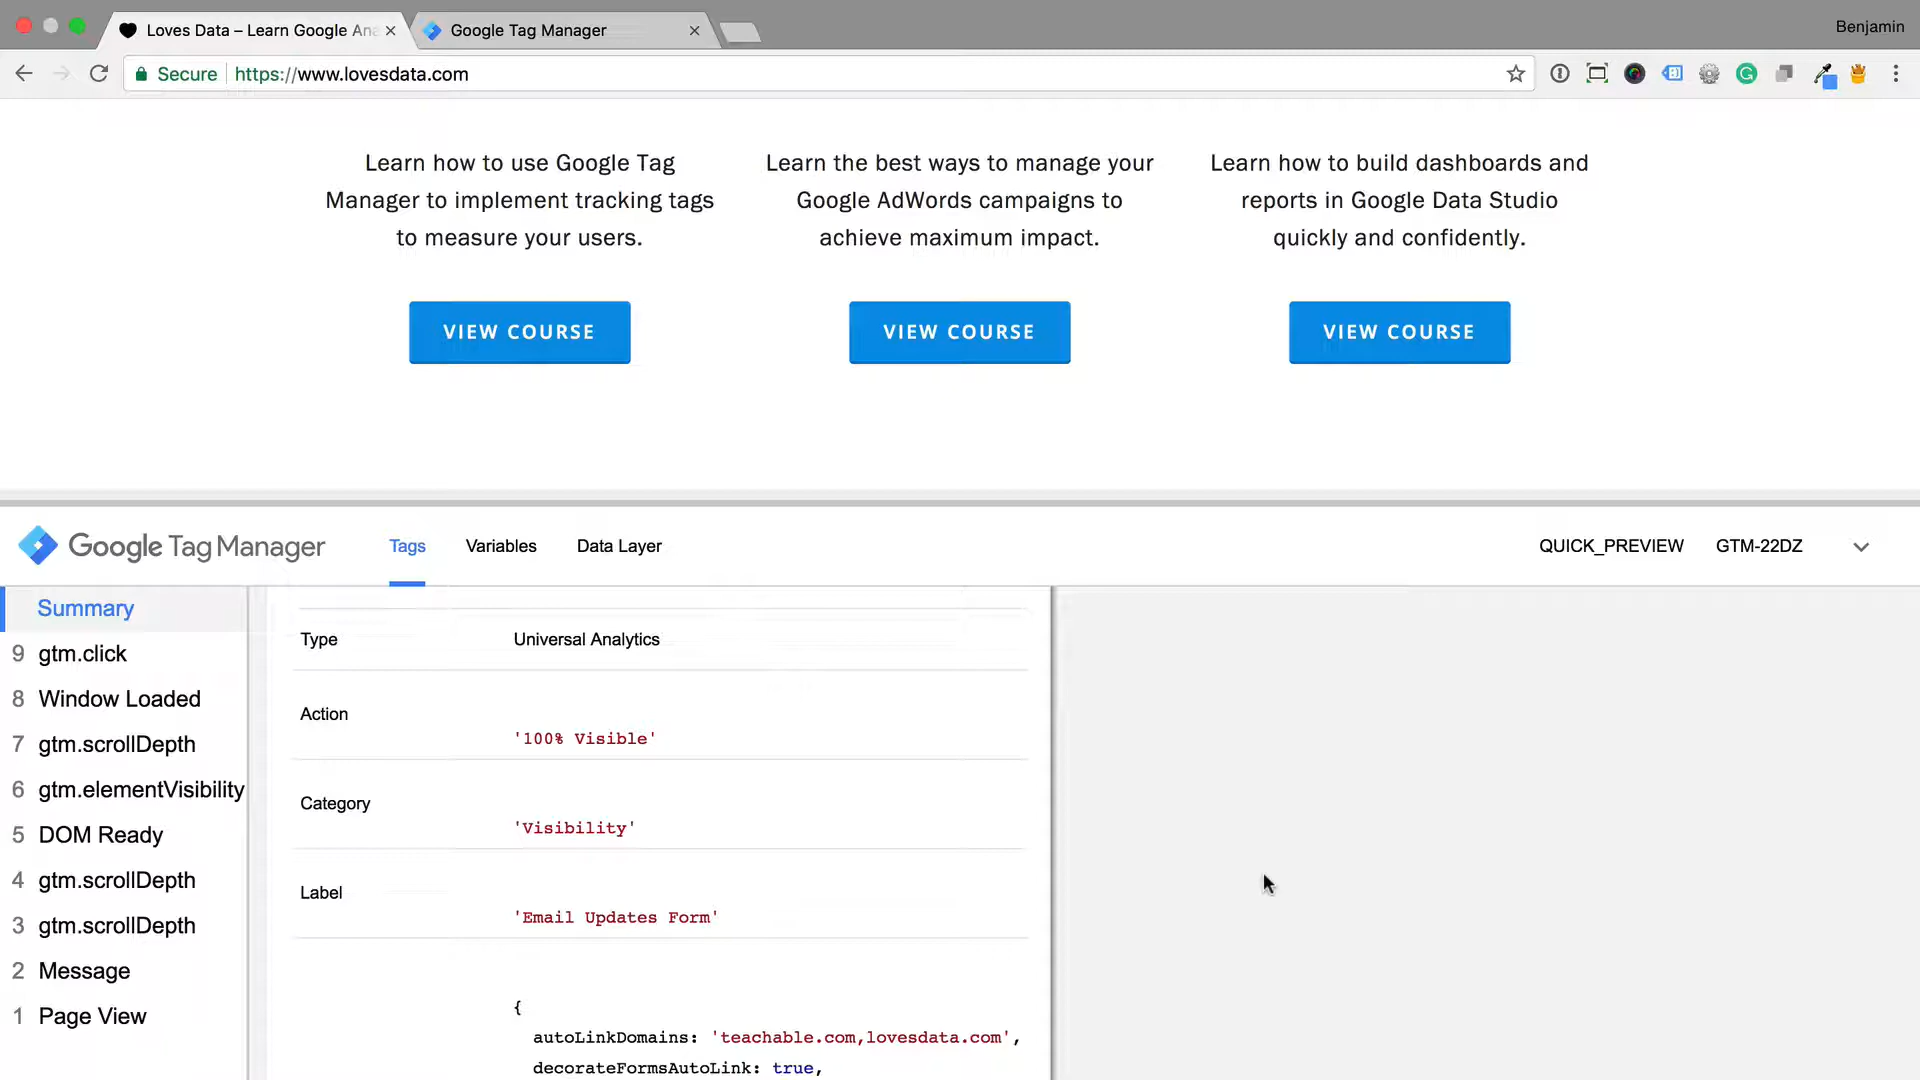 Loves Data – Learn Google Ana
Google Tag Manager
Benjamin
Secure
https://www.lovesdata.com
Learn how to use Google Tag
Manager to implement tracking tags
to measure your users.
Learn the best ways to manage your
Google AdWords campaigns to
achieve maximum impact.
Learn how to build dashboards and
reports in Google Data Studio
quickly and confidently.
VIEW COURSE
VIEW COURSE
VIEW COURSE
Google Tag Manager
Tags
Variables
Data Layer
QUICK_PREVIEW
GTM-22DZ
Summary
9 gtm.click
8 Window Loaded
7 gtm.scrollDepth
6 gtm.elementVisibility
5 DOM Ready
4 gtm.scrollDepth
3 gtm.scrollDepth
2 Message
1 Page View
Type
Universal Analytics
Action
'100% Visible'
Category
'Visibility'
Label
'Email Updates Form'
{
autoLinkDomains: 'teachable.com,lovesdata.com',
decorateFormsAutoLink: true,